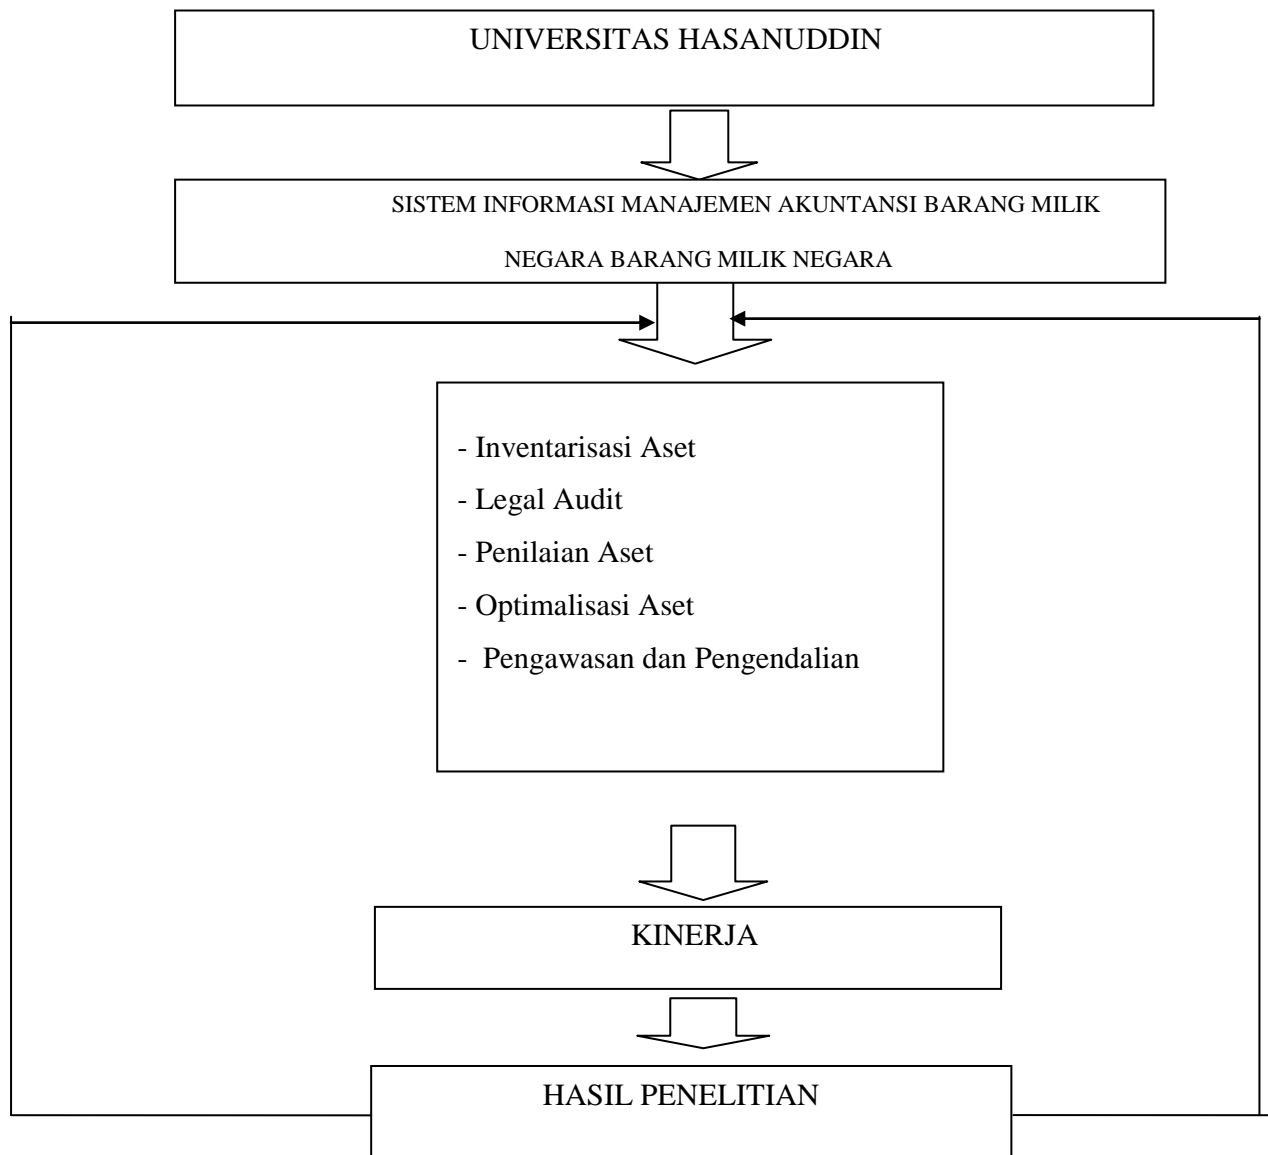 UNIVERSITAS HASANUDDIN
SISTEM INFORMASI MANAJEMEN AKUNTANSI BARANG MILIK
NEGARA BARANG MILIK NEGARA
- Inventarisasi Aset
- Legal Audit
- Penilaian Aset
- Optimalisasi Aset
- Pengawasan dan Pengendalian
KINERJA
HASIL PENELITIAN